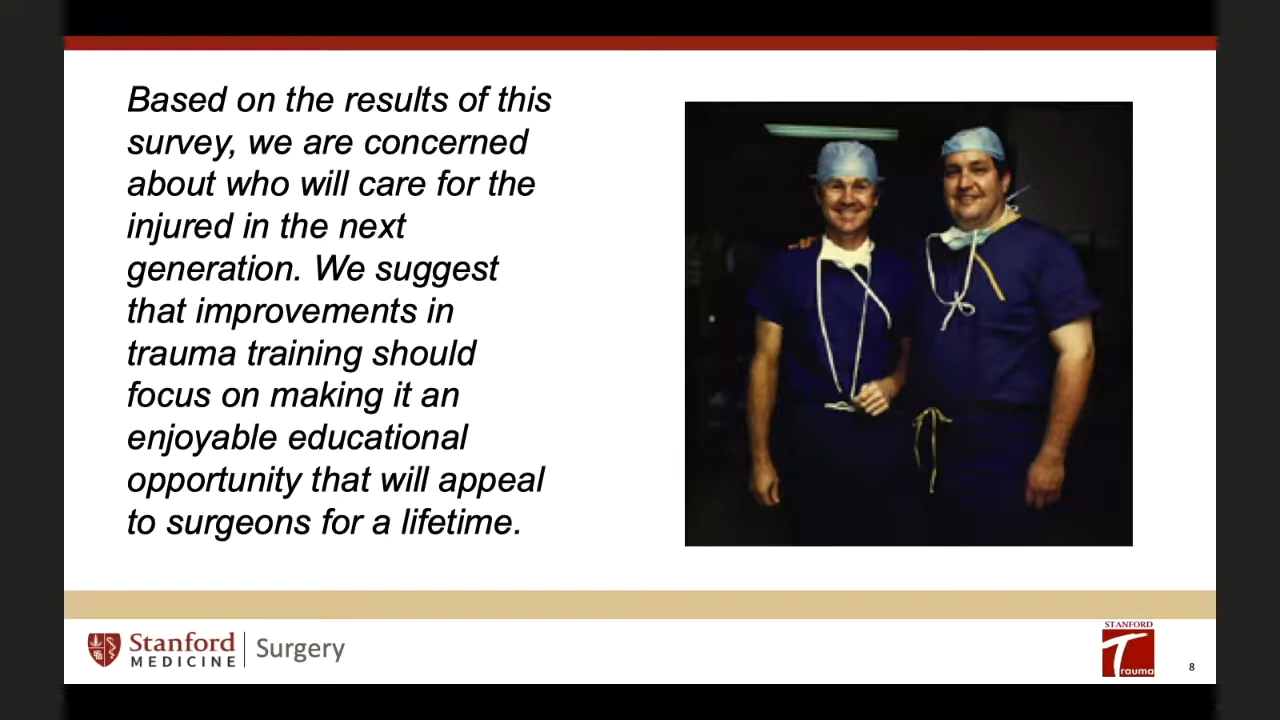 Based on the results of this
survey, we are concerned
about who will care for the
injured in the next
generation. We suggest
that improvements in
trauma training should
focus on making it an
enjoyable educational
opportunity that will appeal
to surgeons for a lifetime.
Stanford
MEDICINE
Surgery
STANFORD
Trauma
8